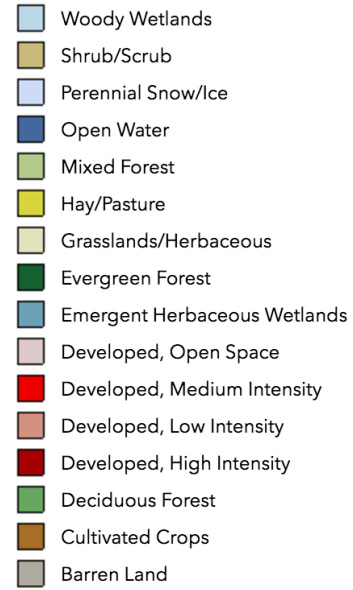 Woody Wetlands
Shrub/Scrub
Perennial Snow/Ice
Open Water
Mixed Forest
Hay/Pasture
Grasslands/Herbaceous
Evergreen Forest
Emergent Herbaceous Wetlands
Developed, Open Space
Developed, Medium Intensity
Developed, Low Intensity
Developed, High Intensity
Deciduous Forest
Cultivated Crops
Barren Land